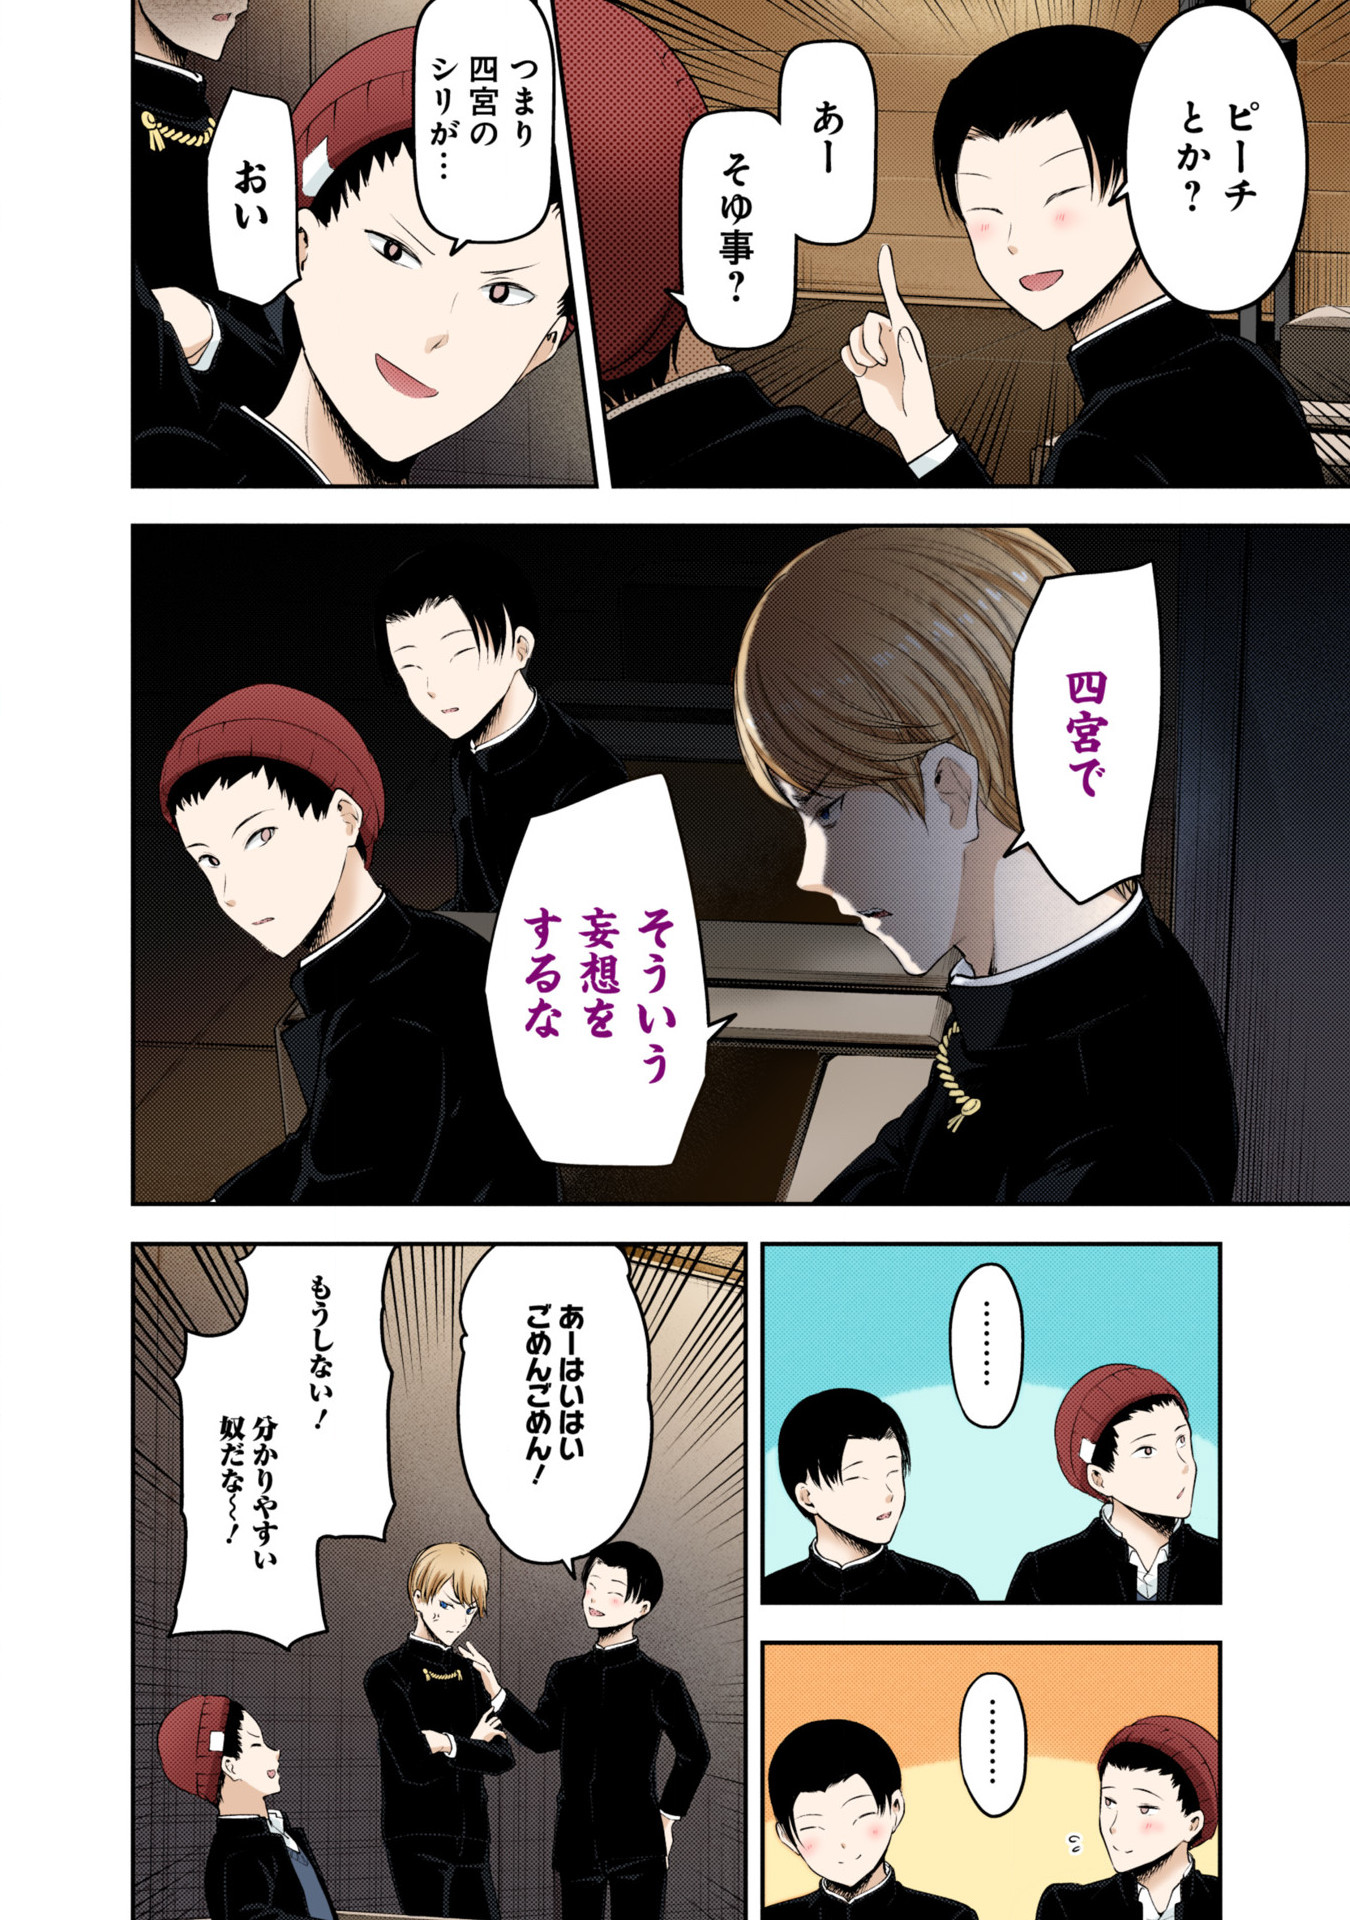 ピーチ
とか?
あー
そゆ事?
つまり
四宮の
シリが…
おい
四宮で
そういう
妄想を
するな
………
………
あーはいはい
ごめんごめん!
もうしない!
分かりやすい
奴だな〜!